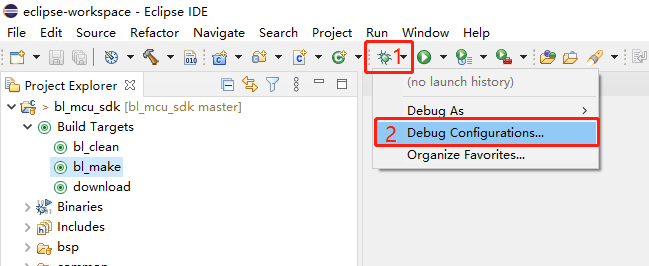 eclipse-workspace - Eclipse IDE
File Edit Source Refactor Navigate Search Project Run Window Help
1
010
(no launch history)
Project Explorer
Debug As
> bl_mcu_sdk [bl_mcu_sdk master]
2 Debug Configurations...
Build Targets
Organize Favorites...
bl_clean
bl_make
download
Binaries
Includes
> bsp